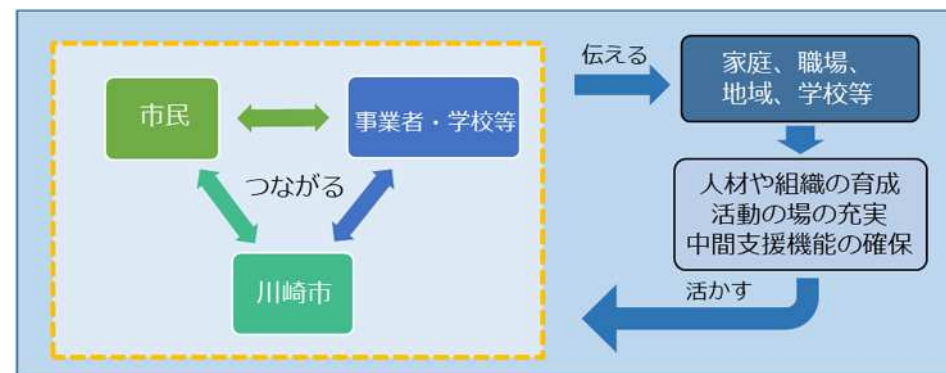 市民
事業者・学校等
つながる
川崎市
伝える
家庭、職場、
地域、学校等
人材や組織の育成
活動の場の充実
中間支援機能の確保
活かす